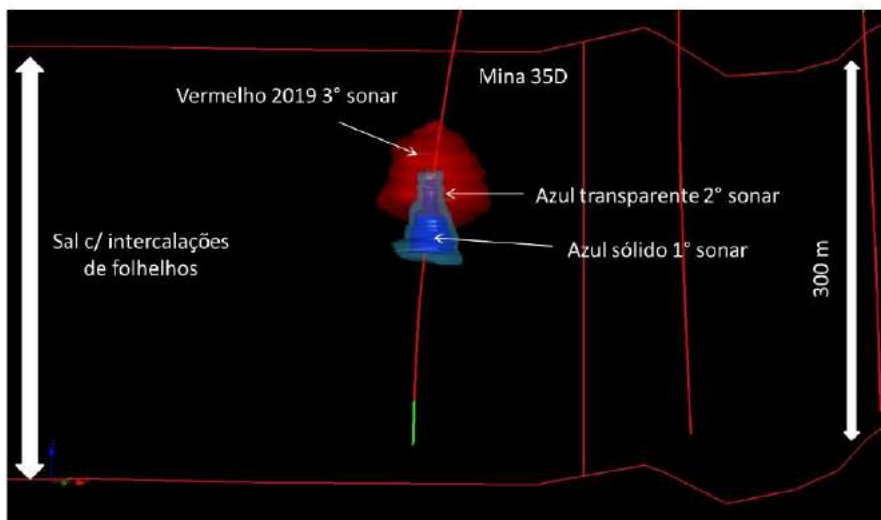 Mina 35D
Vermelho 2019 3° sonar
Azul transparente 2° sonar
Sal c/ intercalações
de folhelhos
Azul sólido 1° sonar
300 m